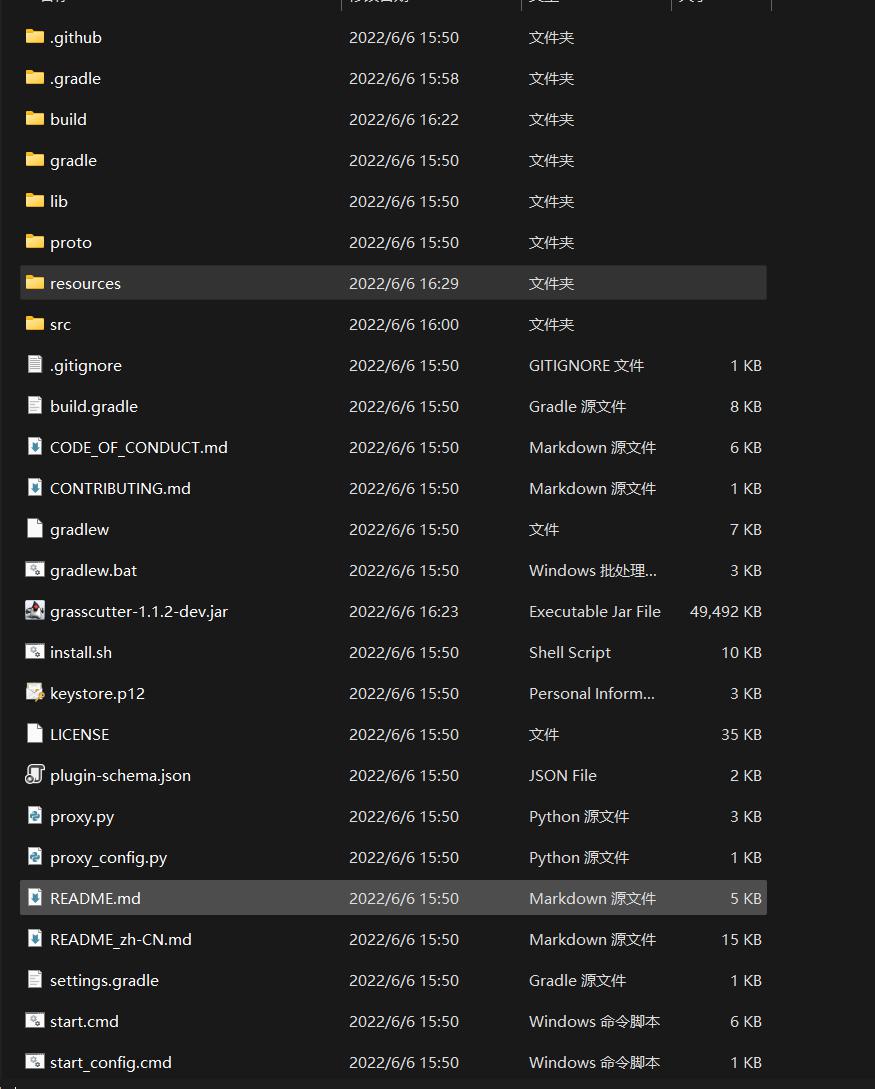 .github 2022/6/6 15:50 文件夹
.gradle 2022/6/6 15:58 文件夹
build 2022/6/6 16:22 文件夹
gradle 2022/6/6 15:50 文件夹
lib 2022/6/6 15:50 文件夹
proto 2022/6/6 15:50 文件夹
resources 2022/6/6 16:29 文件夹
src 2022/6/6 16:00 文件夹
.gitignore 2022/6/6 15:50 GITIGNORE 文件 1 KB
build.gradle 2022/6/6 15:50 Gradle 源文件 8 KB
CODE_OF_CONDUCT.md 2022/6/6 15:50 Markdown 源文件 6 KB
CONTRIBUTING.md 2022/6/6 15:50 Markdown 源文件 1 KB
gradlew 2022/6/6 15:50 文件 7 KB
gradlew.bat 2022/6/6 15:50 Windows 批处理... 3 KB
grasscutter-1.1.2-dev.jar 2022/6/6 16:23 Executable Jar File 49,492 KB
install.sh 2022/6/6 15:50 Shell Script 10 KB
keystore.p12 2022/6/6 15:50 Personal Inform... 3 KB
LICENSE 2022/6/6 15:50 文件 35 KB
plugin-schema.json 2022/6/6 15:50 JSON File 2 KB
proxy.py 2022/6/6 15:50 Python 源文件 3 KB
proxy_config.py 2022/6/6 15:50 Python 源文件 1 KB
README.md 2022/6/6 15:50 Markdown 源文件 5 KB
README_zh-CN.md 2022/6/6 15:50 Markdown 源文件 15 KB
settings.gradle 2022/6/6 15:50 Gradle 源文件 1 KB
start.cmd 2022/6/6 15:50 Windows 命令脚本 6 KB
start_config.cmd 2022/6/6 15:50 Windows 命令脚本 1 KB